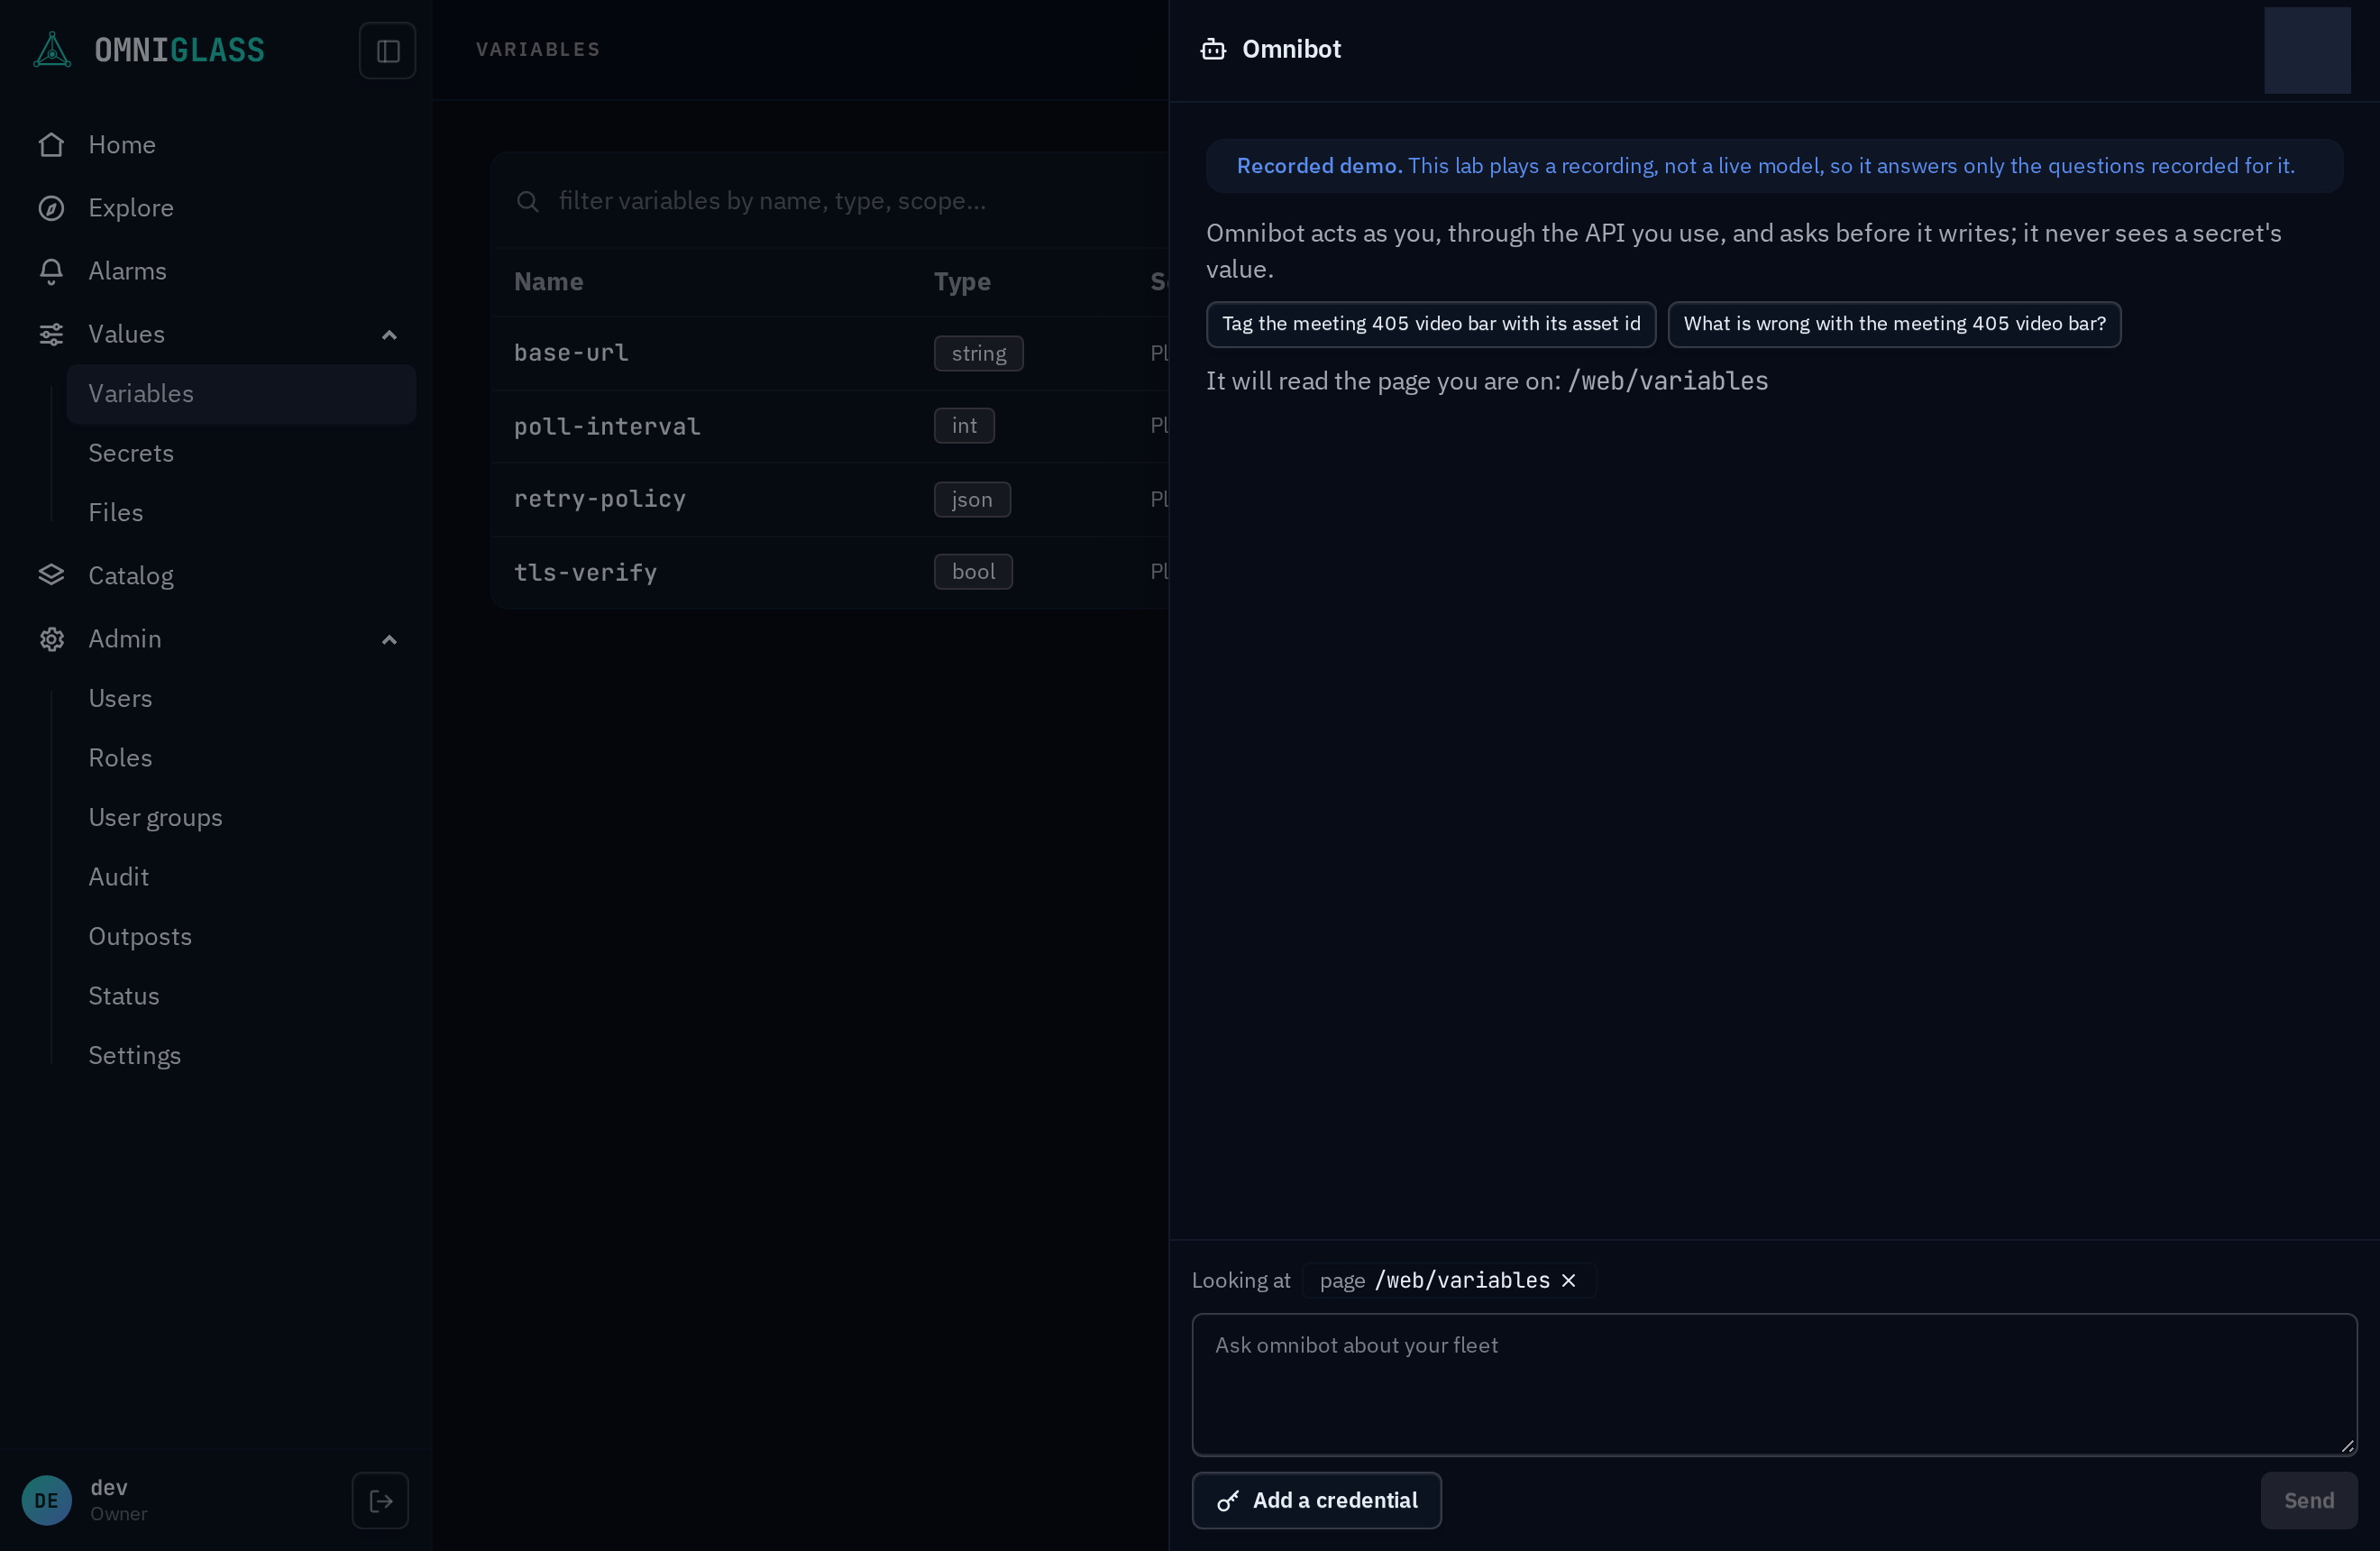 OMNIGLASS
Home
Explore
Alarms
Values
Variables
Secrets
Files
Catalog
Admin
Users
Roles
User groups
Audit
Outposts
Status
Settings
DE
dev
Owner
VARIABLES
filter variables by name, type, scope...
Name Type
base-url string
poll-interval int
retry-policy json
tls-verify bool
Omnibot
Recorded demo. This lab plays a recording, not a live model, so it answers only the questions recorded for it.
Omnibot acts as you, through the API you use, and asks before it writes; it never sees a secret's
value.
Tag the meeting 405 video bar with its asset id
What is wrong with the meeting 405 video bar?
It will read the page you are on: /web/variables
Looking at page /web/variables
Ask omnibot about your fleet
Add a credential
Send